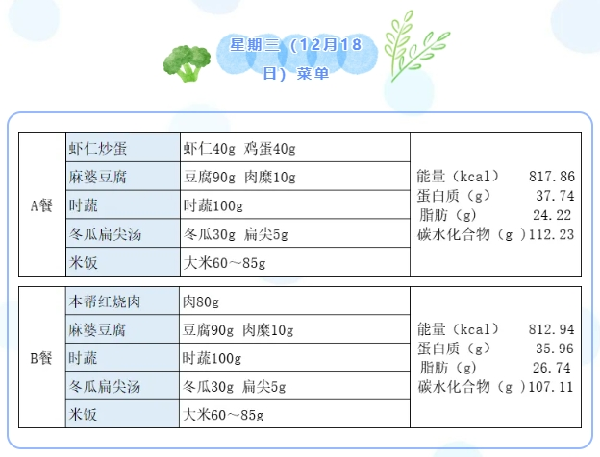 星期三（12月18
日）菜单
A餐
虾仁炒蛋 虾仁40g 鸡蛋40g
麻婆豆腐 豆腐90g 肉糜10g
时蔬 时蔬100g
冬瓜扁尖汤 冬瓜30g 扁尖5g
米饭 大米60～85g
能量（kcal） 817.86
蛋白质（g） 37.74
脂肪（g） 24.22
碳水化合物（g）112.23
B餐
本帮红烧肉 肉80g
麻婆豆腐 豆腐90g 肉糜10g
时蔬 时蔬100g
冬瓜扁尖汤 冬瓜30g 扁尖5g
米饭 大米60～85g
能量（kcal） 812.94
蛋白质（g） 35.96
脂肪（g） 26.74
碳水化合物（g）107.11